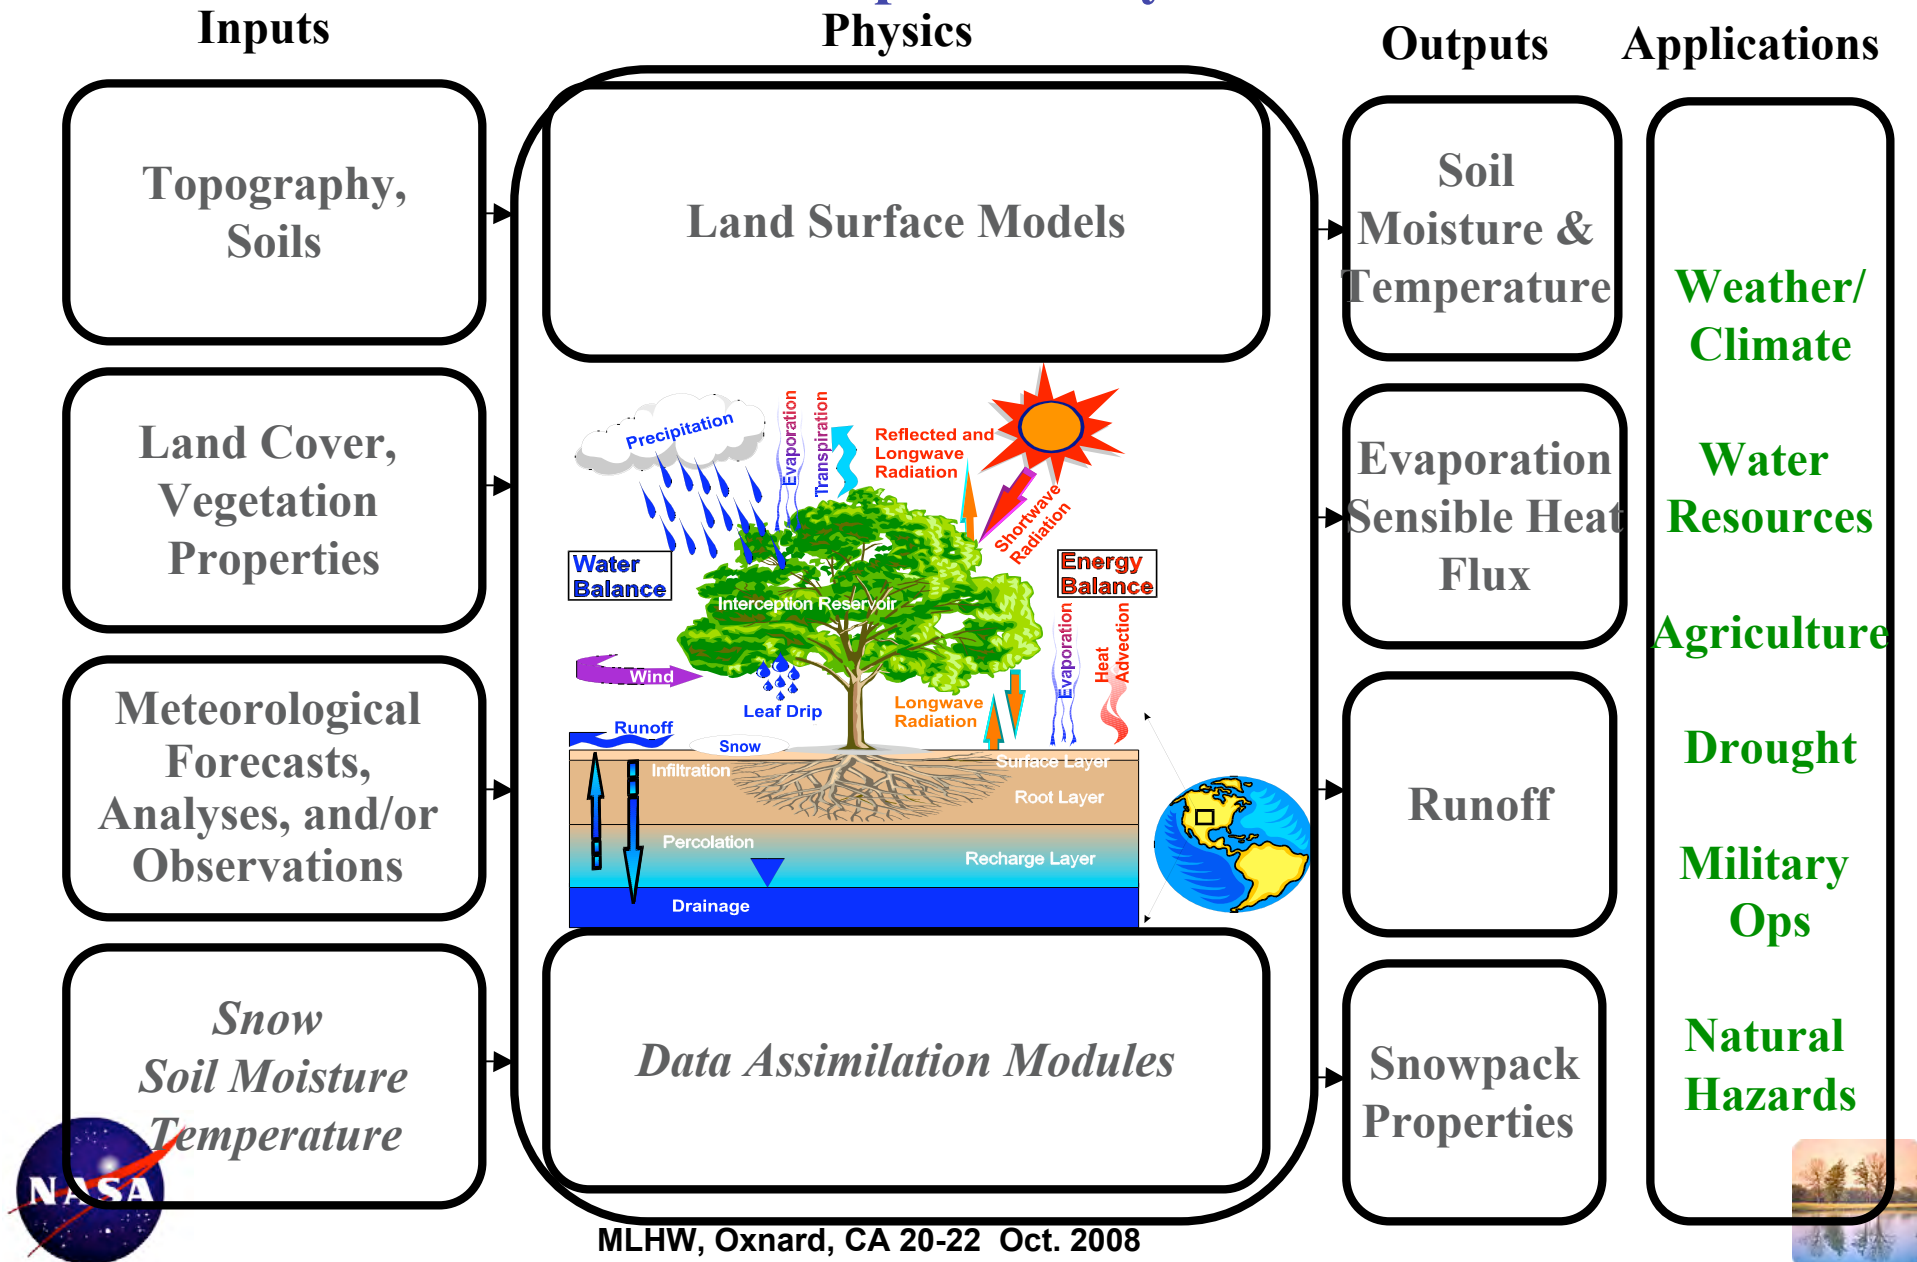 Inputs
Physics
Outputs
Applications
Topography,
Soils
Land Cover,
Vegetation
Properties
Meteorological
Forecasts,
Analyses, and/or
Observations
Snow
Soil Moisture
Temperature
Land Surface Models
Precipitation
Evaporation
Transpiration
Reflected and
Longwave
Radiation
Shortwave
Radiation
Water
Balance
Energy
Balance
Interception Reservoir
Wind
Leaf Drip
Longwave
Radiation
Evaporation
Heat
Advection
Runoff
Snow
Infiltration
Surface Layer
Root Layer
Percolation
Recharge Layer
Drainage
Data Assimilation Modules
Soil
Moisture &
Temperature
Evaporation
Sensible Heat
Flux
Runoff
Snowpack
Properties
Weather/
Climate
Water
Resources
Agriculture
Drought
Military
Ops
Natural
Hazards
NASA
MLHW, Oxnard, CA 20-22 Oct. 2008